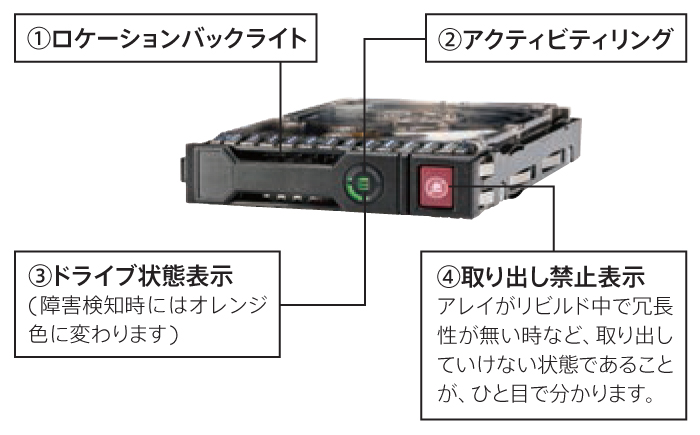 ①ロケーションバックライト
②アクティビティリング
③ドライブ状態表示
(障害検知時にはオレンジ
色に変わります)
④取り出し禁止表示
アレイがリビルド中で冗長
性が無い時など、取り出し
ていけない状態であること
が、ひと目で分かります。